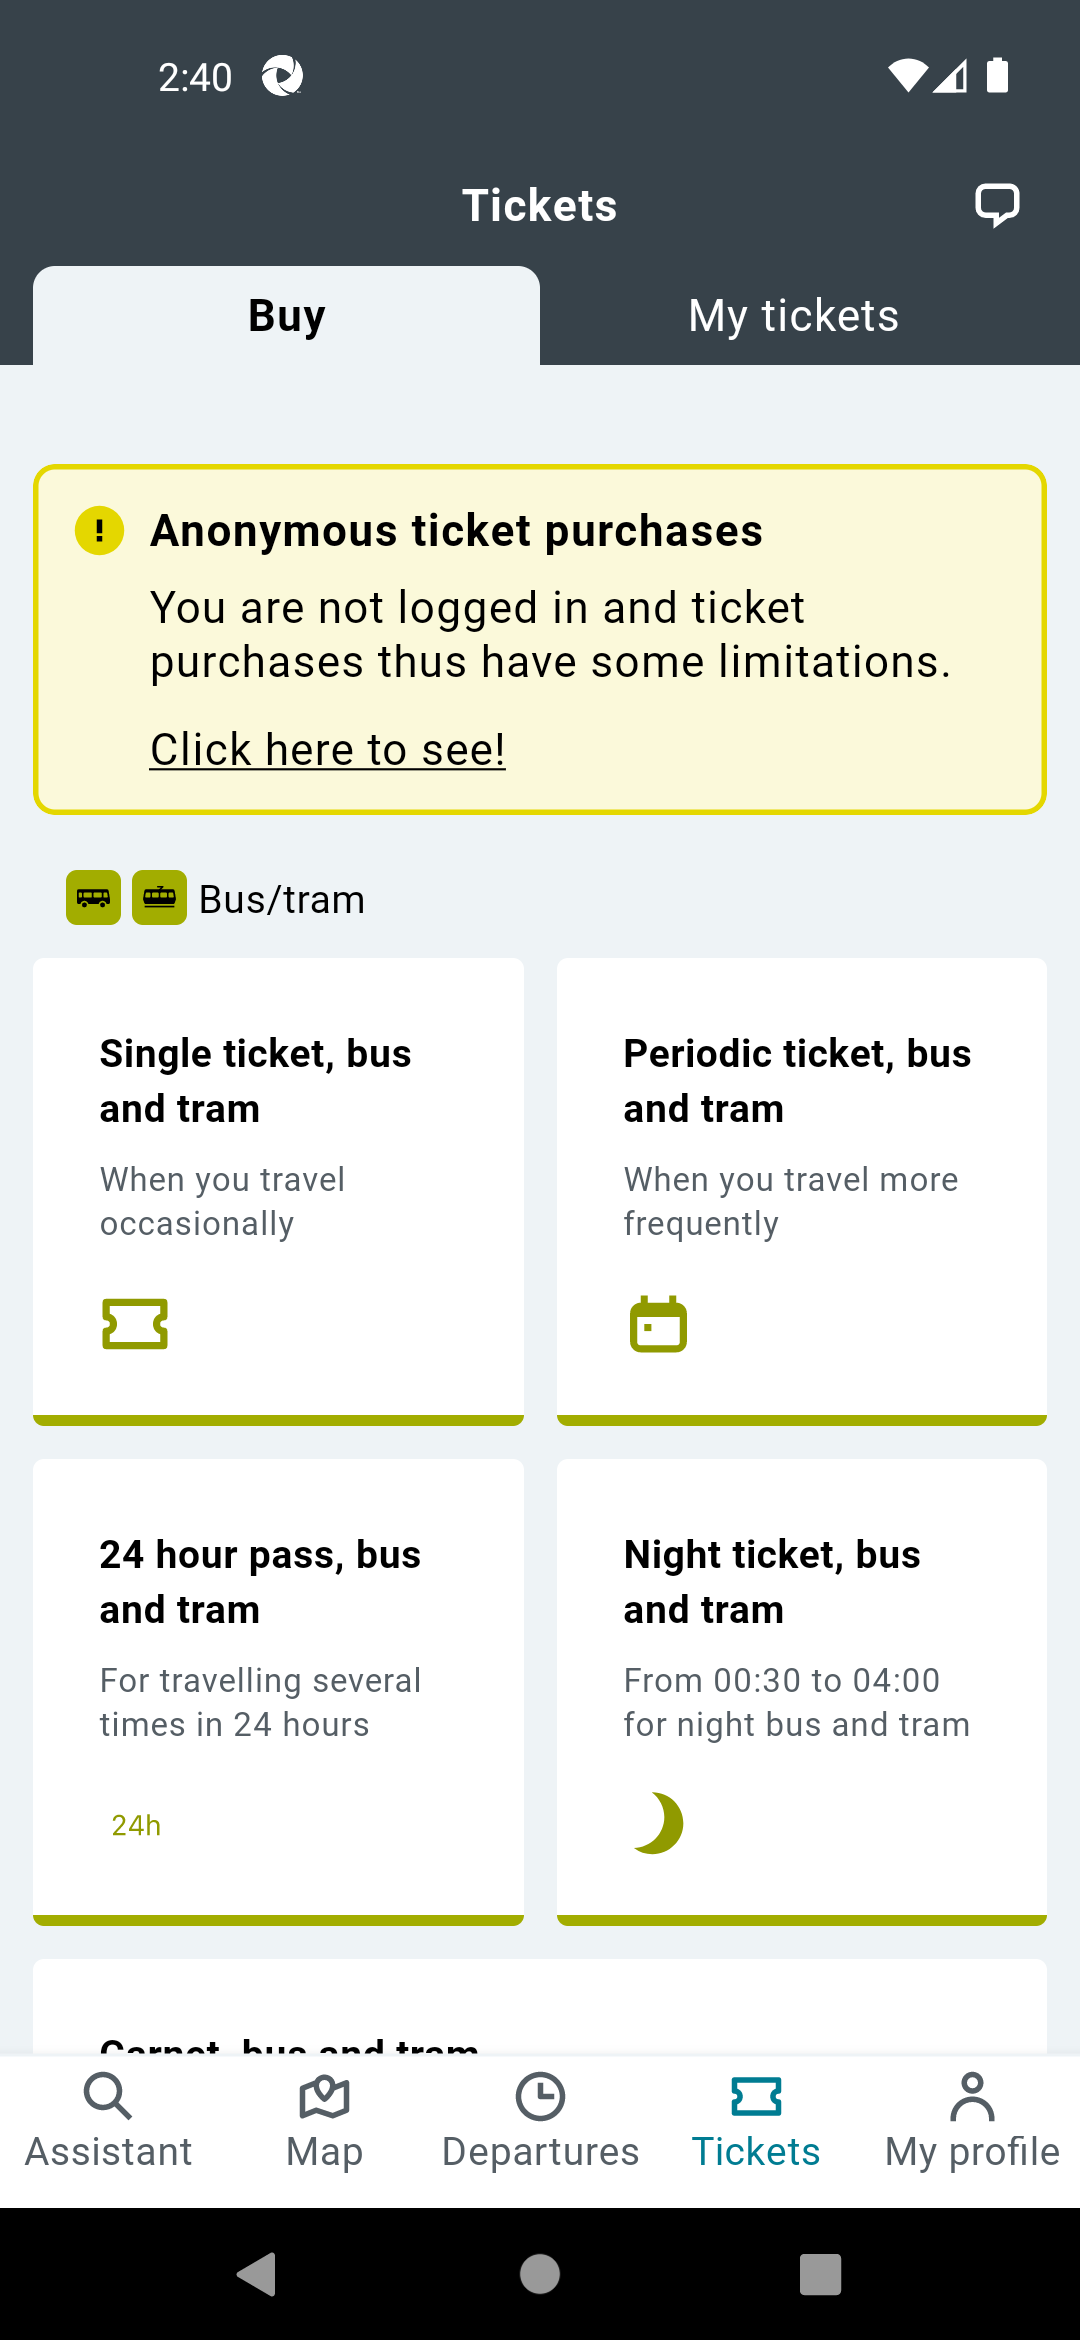 2:40
Tickets
Buy
My tickets
Anonymous ticket purchases
You are not logged in and ticket
purchases thus have some limitations.
Click here to see!
Bus/tram
Single ticket, bus
and tram
When you travel
occasionally
Periodic ticket, bus
and tram
When you travel more
frequently
24 hour pass, bus
and tram
For travelling several
times in 24 hours
24h
Night ticket, bus
and tram
From 00:30 to 04:00
for night bus and tram
Carnet, bus and tram
Assistant
Map
Departures
Tickets
My profile